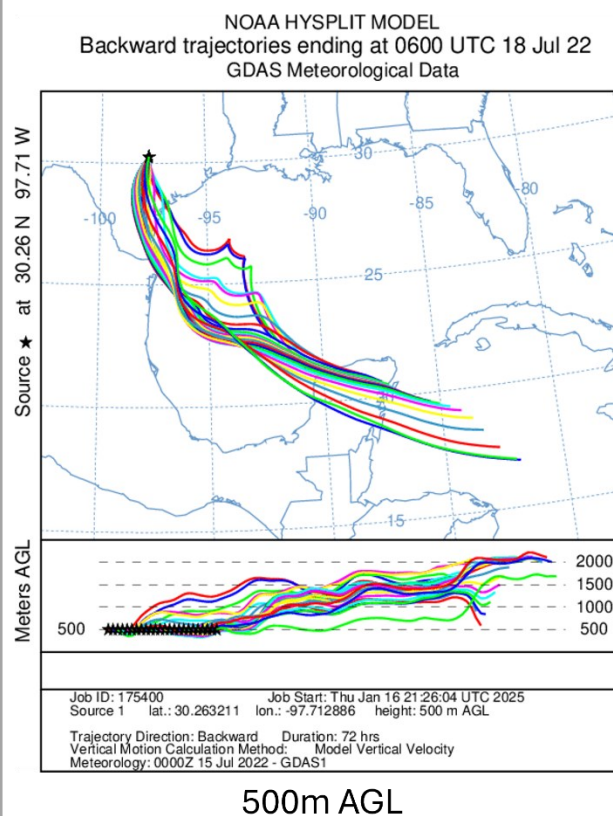 NOAA HYSPLIT MODEL
Backward trajectories ending at 0600 UTC 18 Jul 22
GDAS Meteorological Data
Source ★ at 30.26 N 97.71 W
30
-80
-100
-95
-90
-85
25
15
Meters AGL
2000
1500
1000
500
500
Job ID: 175400 Job Start: Thu Jan 16 21:26:04 UTC 2025
Source 1 lat.: 30.263211 lon.: -97.712886 height: 500 m AGL
Trajectory Direction: Backward Duration: 72 hrs
Vertical Motion Calculation Method: Model Vertical Velocity
Meteorology: 0000Z 15 Jul 2022 - GDAS1
500m AGL